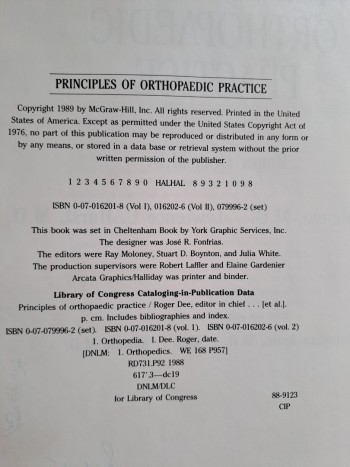 PRINCIPLES OF ORTHOPAEDIC PRACTICE
Copyright 1989 by McGraw-Hill, Inc. All rights reserved. Printed in the United
States of America. Except as permitted under the United States Copyright Act of
1976, no part of this publication may be reproduced or distributed in any form or
by any means, or stored in a data base or retrieval system without the prior
written permission of the publisher.
1 2 3 4 5 6 7 8 9 0 HALHAL 8 9 3 2 1 0 9 8
ISBN 0-07-016201-8 (Vol I), 016202-6 (Vol II), 079996-2 (set)
This book was set in Cheltenham Book by York Graphic Services, Inc.
The designer was José R. Fonfrias.
The editors were Ray Moloney, Stuart D. Boynton, and Julia White.
The production supervisors were Robert Laffler and Elaine Gardenier
Arcata Graphics/Halliday was printer and binder.
Library of Congress Cataloging-in-Publication Data
Principles of orthopaedic practice / Roger Dee, editor in chief . . . [et al.].
p. cm. Includes bibliographies and index.
ISBN 0-07-079996-2 (set). ISBN 0-07-016201-8 (vol. 1). ISBN 0-07-016202-6 (vol. 2)
1. Orthopedia. I. Dee. Roger, date.
[DNLM: 1. Orthopedics. WE 168 P957]
RD731.P92 1988
617'.3—dc19
DNLM/DLC
for Library of Congress
88-9123
CIP